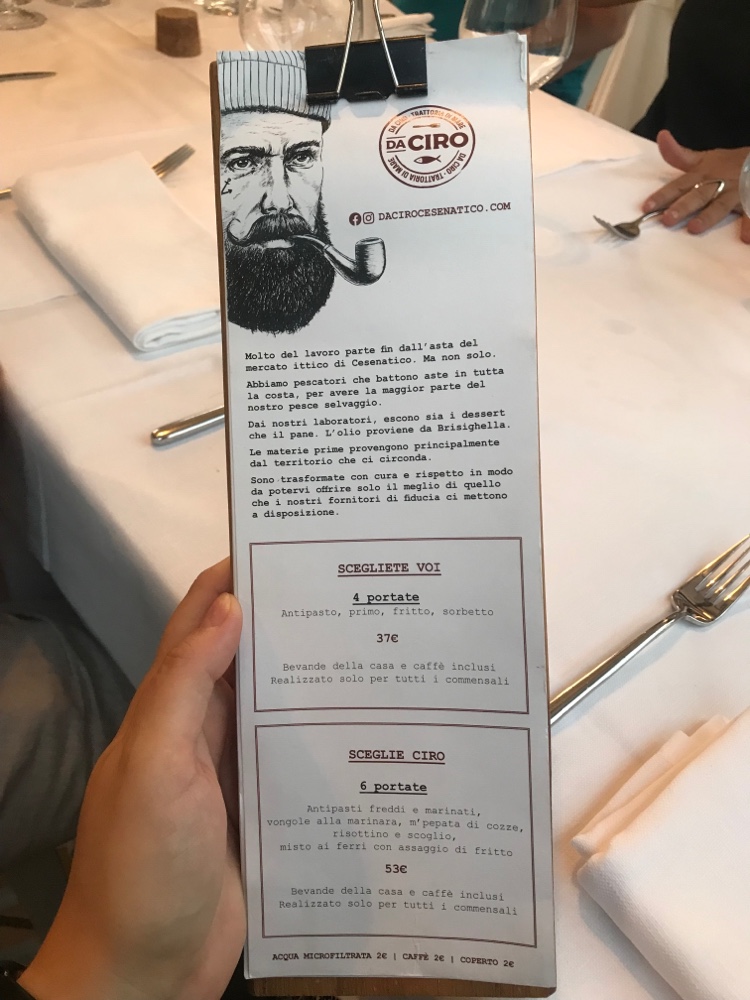 DA CIRO · TRATTORIA DI MARE
DA CIRO
DA CIRO · TRATTORIA DI MARE
DACIROCESENATICO.COM
Molto del lavoro parte fin dall'asta del
mercato ittico di Cesenatico. Ma non solo.
Abbiamo pescatori che battono aste in tutta
la costa, per avere la maggior parte del
nostro pesce selvaggio.
Dai nostri laboratori, escono sia i dessert
che il pane. L'olio proviene da Brisighella.
Le materie prime provengono principalmente
dal territorio che ci circonda.
Sono trasformate con cura e rispetto in modo
da potervi offrire solo il meglio di quello
che i nostri fornitori di fiducia ci mettono
a disposizione.
SCEGLIETE VOI
4 portate
Antipasto, primo, fritto, sorbetto
37€
Bevande della casa e caffè inclusi
Realizzato solo per tutti i commensali
SCEGLIE CIRO
6 portate
Antipasti freddi e marinati,
vongole alla marinara, m'pepata di cozze,
risottino e scoglio,
misto ai ferri con assaggio di fritto
53€
Bevande della casa e caffè inclusi
Realizzato solo per tutti i commensali
ACQUA MICROFILTRATA 2€ | CAFFÈ 2€ | COPERTO 2€